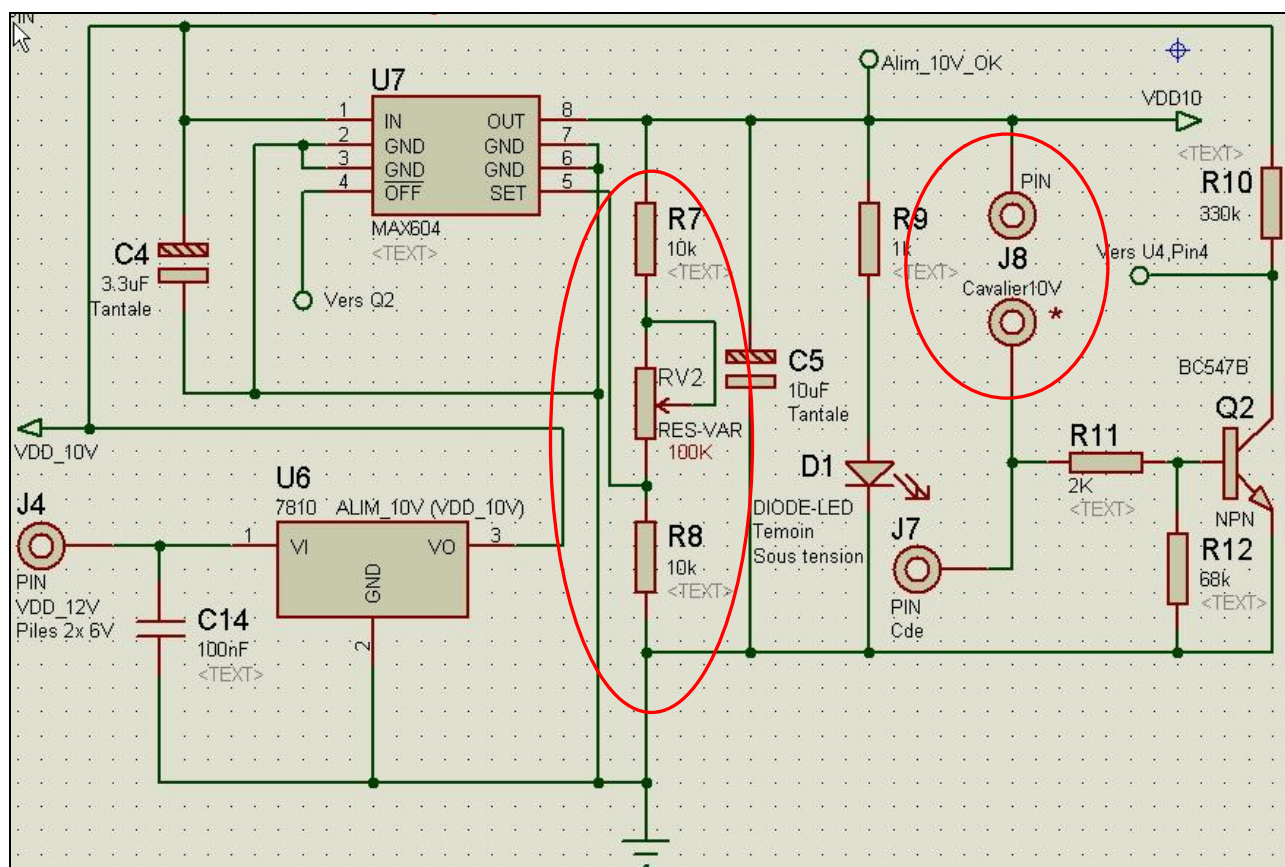 PIN
Alim_10V_OK
U7
VDD10
1
IN
OUT
8
2
GND
GND
7
3
GND
GND
6
4
OFF
SET
5
MAX604
<TEXT>
<TEXT>
R10
330k
PIN
R7
10k
<TEXT>
R9
1k
<TEXT>
J8
Cavalier10V
*
Vers U4,Pin4
C4
3.3uF
Tantale
Vers Q2
C5
10uF
Tantale
RV2
RES-VAR
100K
BC547B
Q2
NPN
R11
2K
<TEXT>
VDD_10V
U6
7810
ALIM_10V (VDD_10V)
J4
PIN
VDD_12V
Piles 2x 6V
1
VI
VO
3
GND
2
C14
100nF
<TEXT>
R8
10k
<TEXT>
D1
DIODE-LED
Temoin
Sous tension
J7
PIN
Cde
R12
68k
<TEXT>